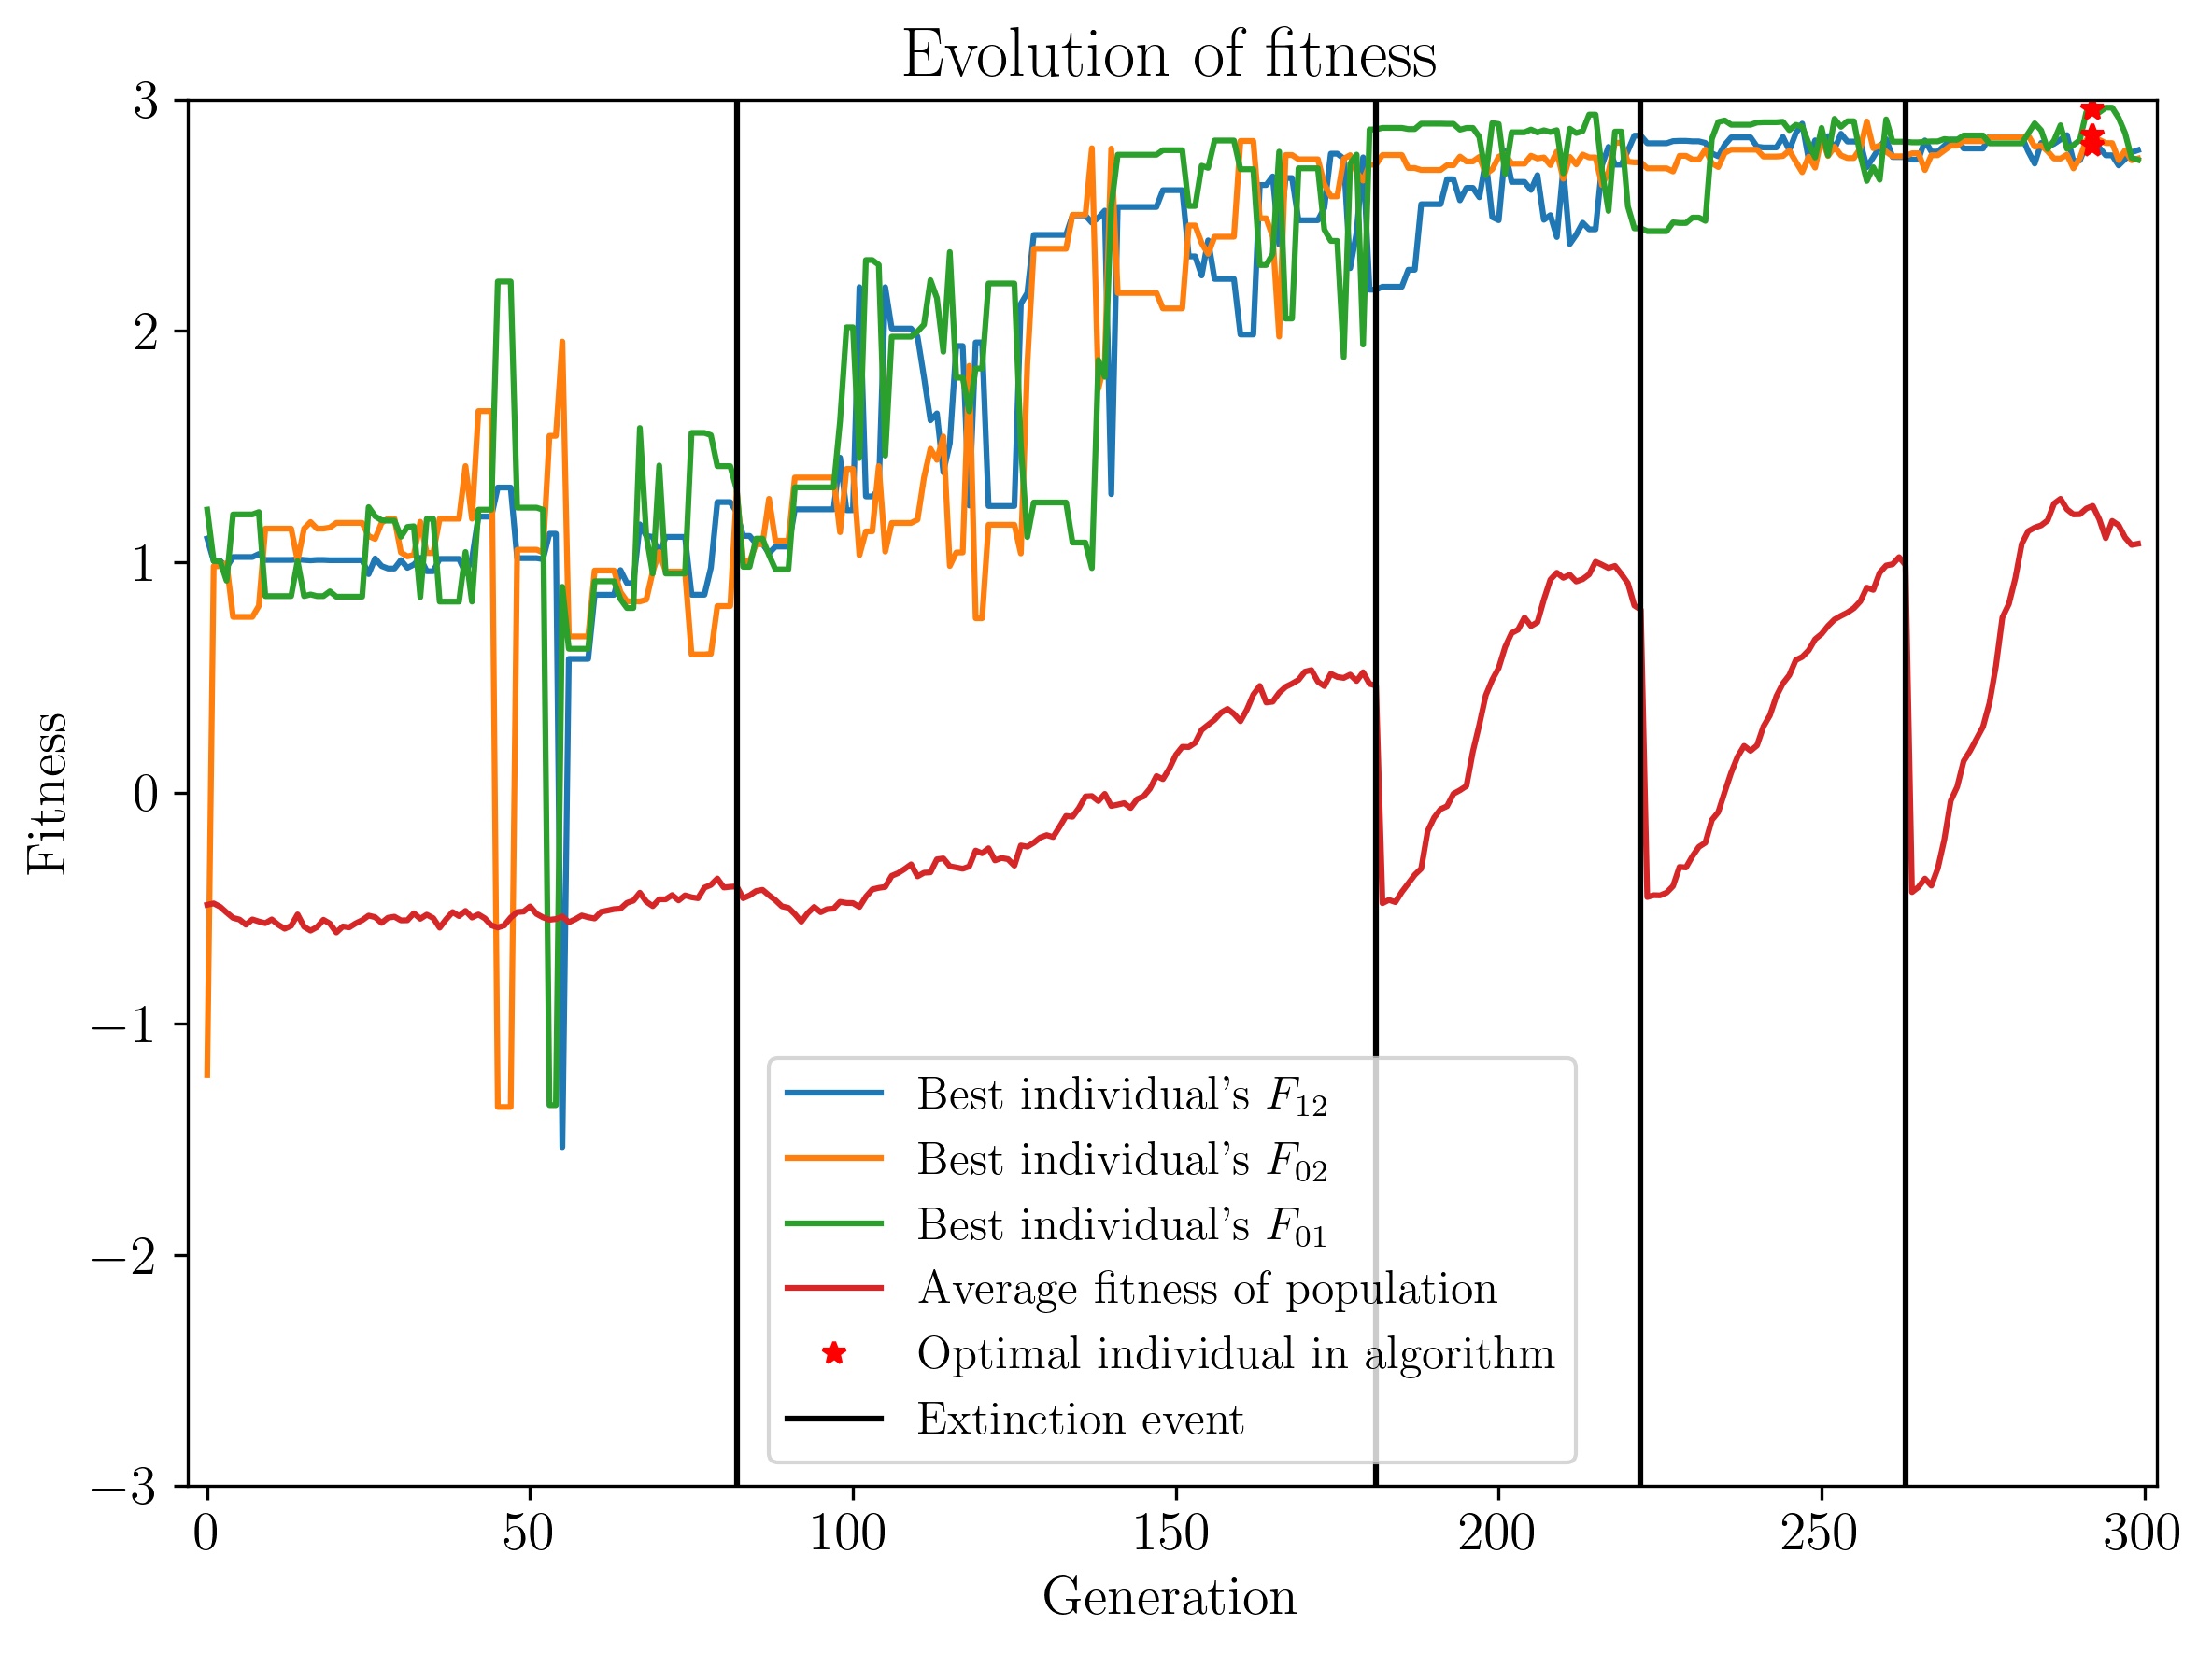 Evolution of fitness
3
2
1
0
−1
−2
−3
Fitness
Best individual's F₁₂
Best individual's F₀₂
Best individual's F₀₁
Average fitness of population
Optimal individual in algorithm
Extinction event
0 50 100 150 200 250 300
Generation